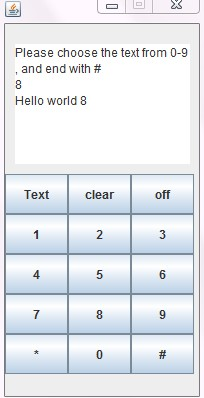 Please choose the text from 0-9
, and end with #
8
Hello world 8
Text clear off
1 2 3
4 5 6
7 8 9
* 0 #